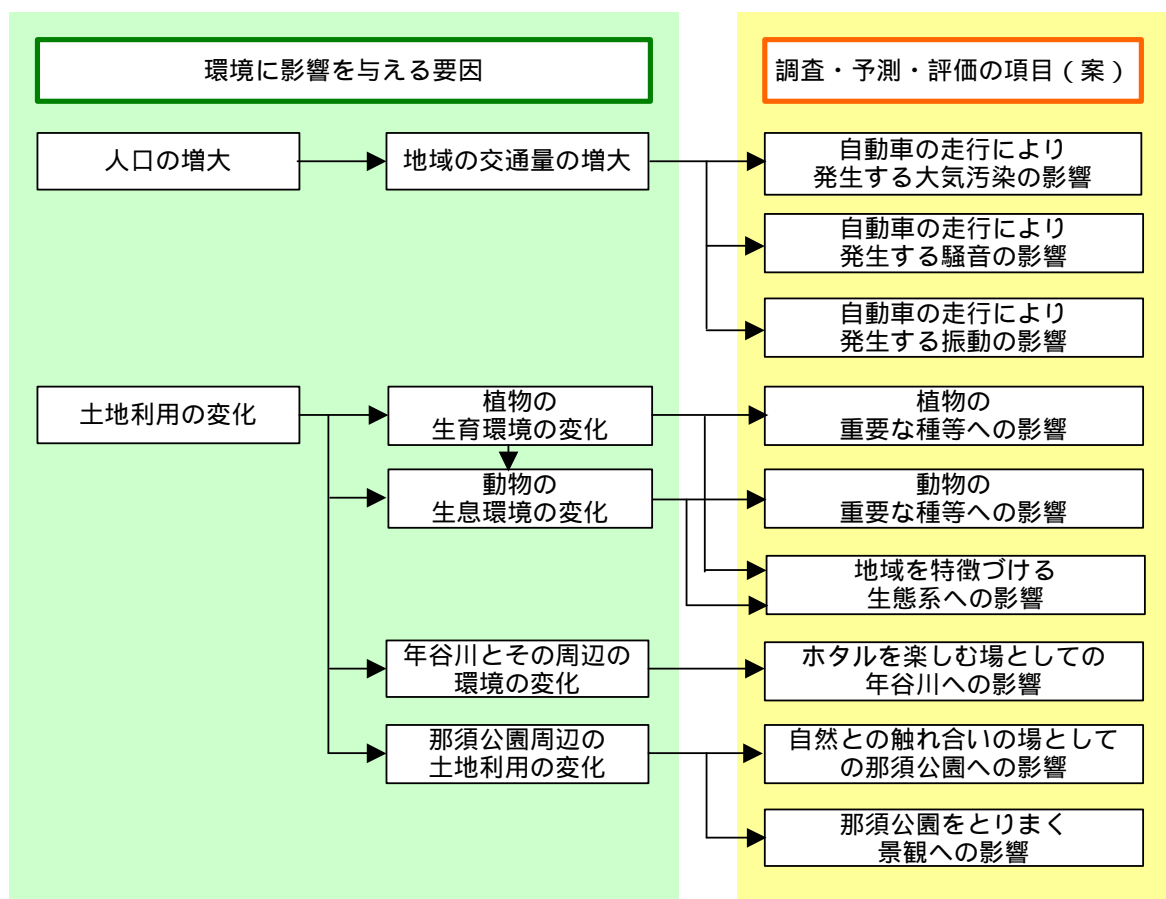 環境に影響を与える要因
調査・予測・評価の項目(案)
人口の増大
地域の交通量の増大
自動車の走行により
発生する大気汚染の影響
自動車の走行により
発生する騒音の影響
自動車の走行により
発生する振動の影響
土地利用の変化
植物の
生育環境の変化
植物の
重要な種等への影響
動物の
生息環境の変化
動物の
重要な種等への影響
地域を特徴づける
生態系への影響
年谷川とその周辺の
環境の変化
ホタルを楽しむ場としての
年谷川への影響
那須公園周辺の
土地利用の変化
自然との触れ合いの場として
の那須公園への影響
那須公園をとりまく
景観への影響